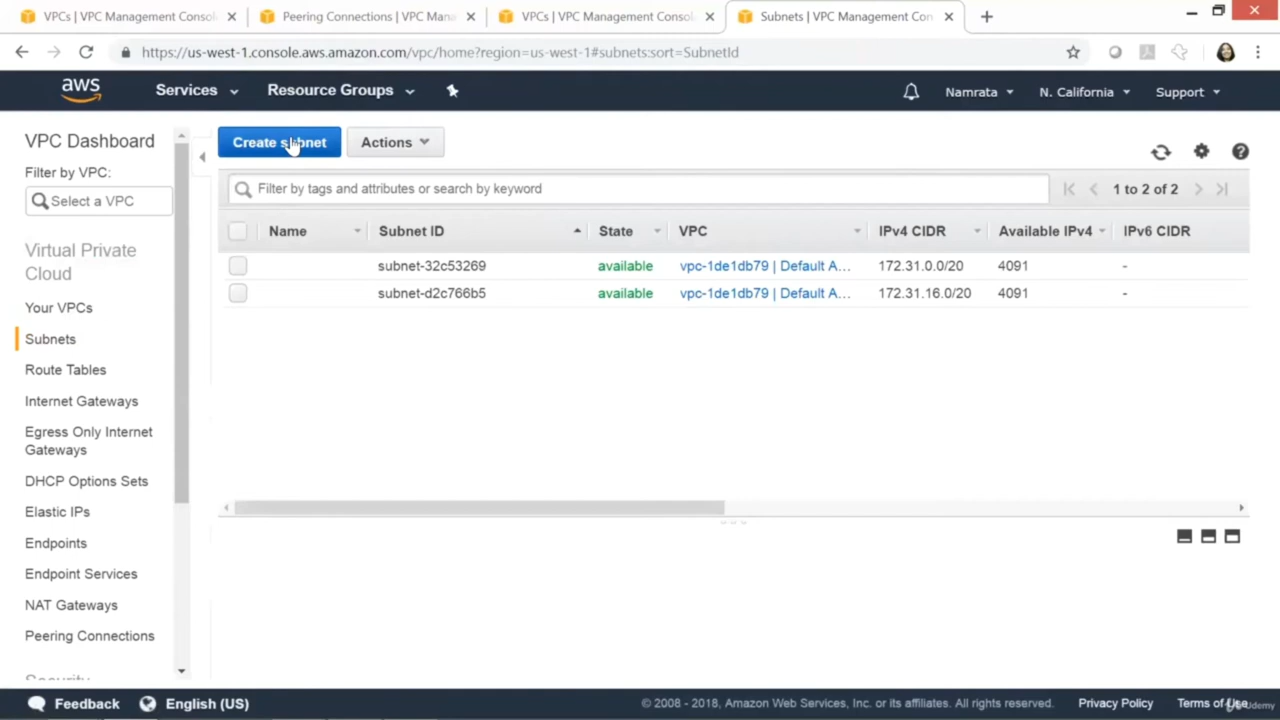 VPCs | VPC Management Consol
Peering Connections | VPC Mana
VPCs | VPC Management Consol
Subnets | VPC Management Con
https://us-west-1.console.aws.amazon.com/vpc/home?region=us-west-1#subnets:sort=SubnetId
aws
Services
Resource Groups
Namrata
N. California
Support
VPC Dashboard
Filter by VPC:
Select a VPC
Virtual Private
Cloud
Your VPCs
Subnets
Route Tables
Internet Gateways
Egress Only Internet
Gateways
DHCP Options Sets
Elastic IPs
Endpoints
Endpoint Services
NAT Gateways
Peering Connections
Security
Create subnet
Actions
Filter by tags and attributes or search by keyword
1 to 2 of 2
Name Subnet ID State VPC IPv4 CIDR Available IPv4 IPv6 CIDR
subnet-32c53269 available vpc-1de1db79 | Default A... 172.31.0.0/20 4091 -
subnet-d2c766b5 available vpc-1de1db79 | Default A... 172.31.16.0/20 4091 -
Feedback
English (US)
© 2008 - 2018, Amazon Web Services, Inc. or its affiliates. All rights reserved.
Privacy Policy
Terms of Use
Udemy